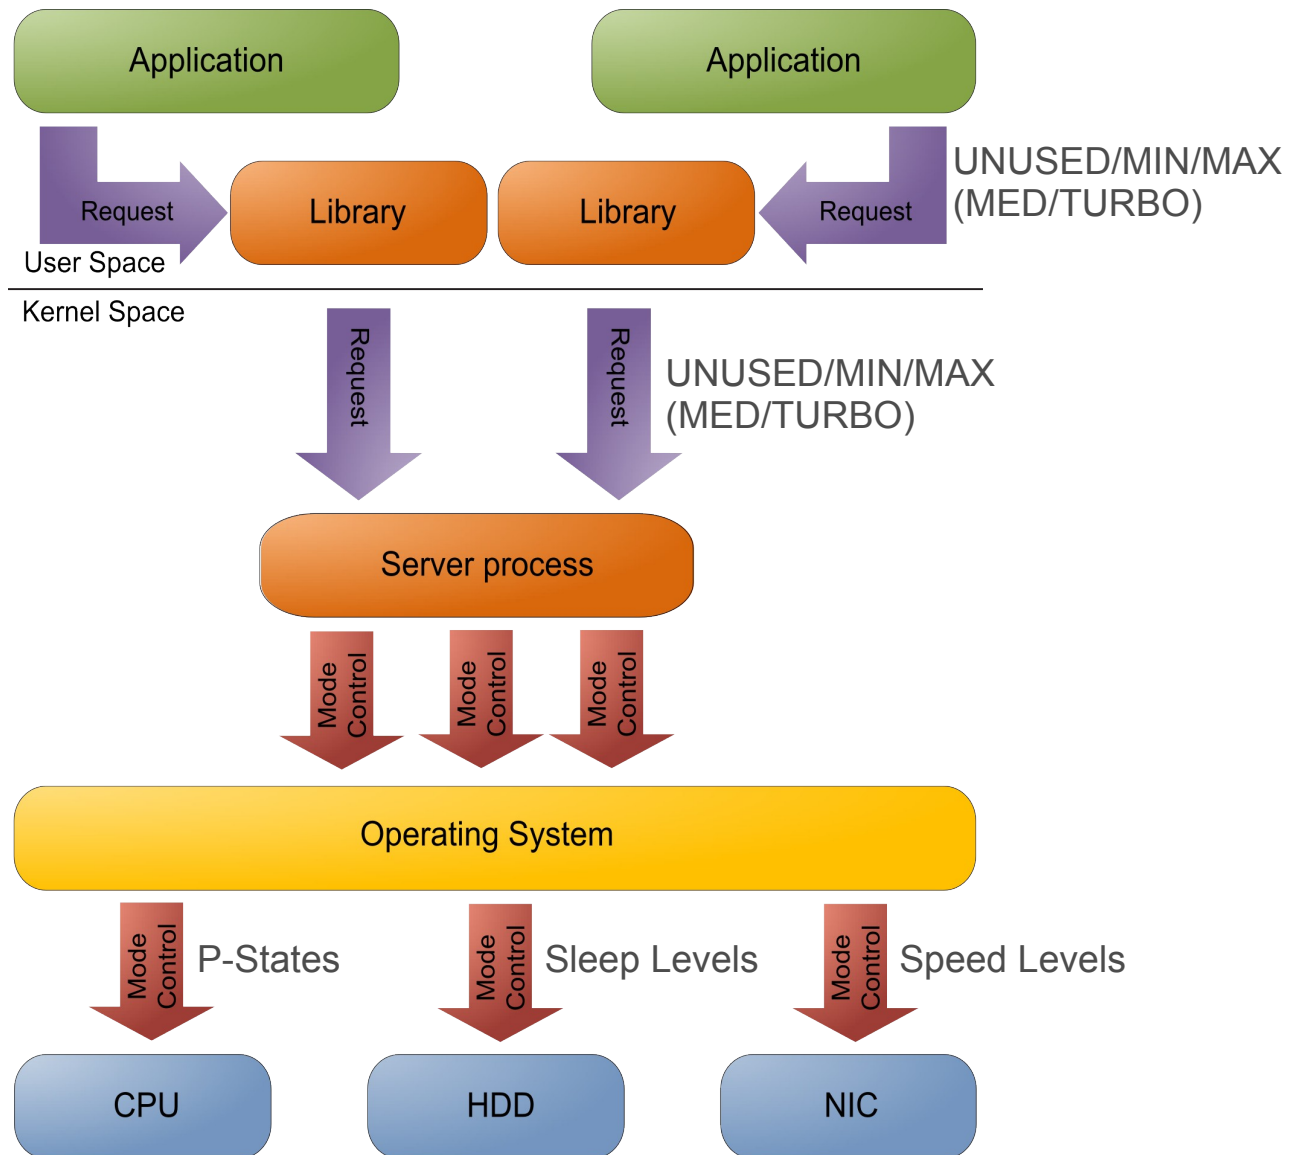 Application
Application
Request
Library
Library
Request
UNUSED/MIN/MAX
(MED/TURBO)
User Space
Kernel Space
Request
Request
UNUSED/MIN/MAX
(MED/TURBO)
Server process
Mode
Control
Mode
Control
Mode
Control
Operating System
Mode
Control
P-States
Mode
Control
Sleep Levels
Mode
Control
Speed Levels
CPU
HDD
NIC